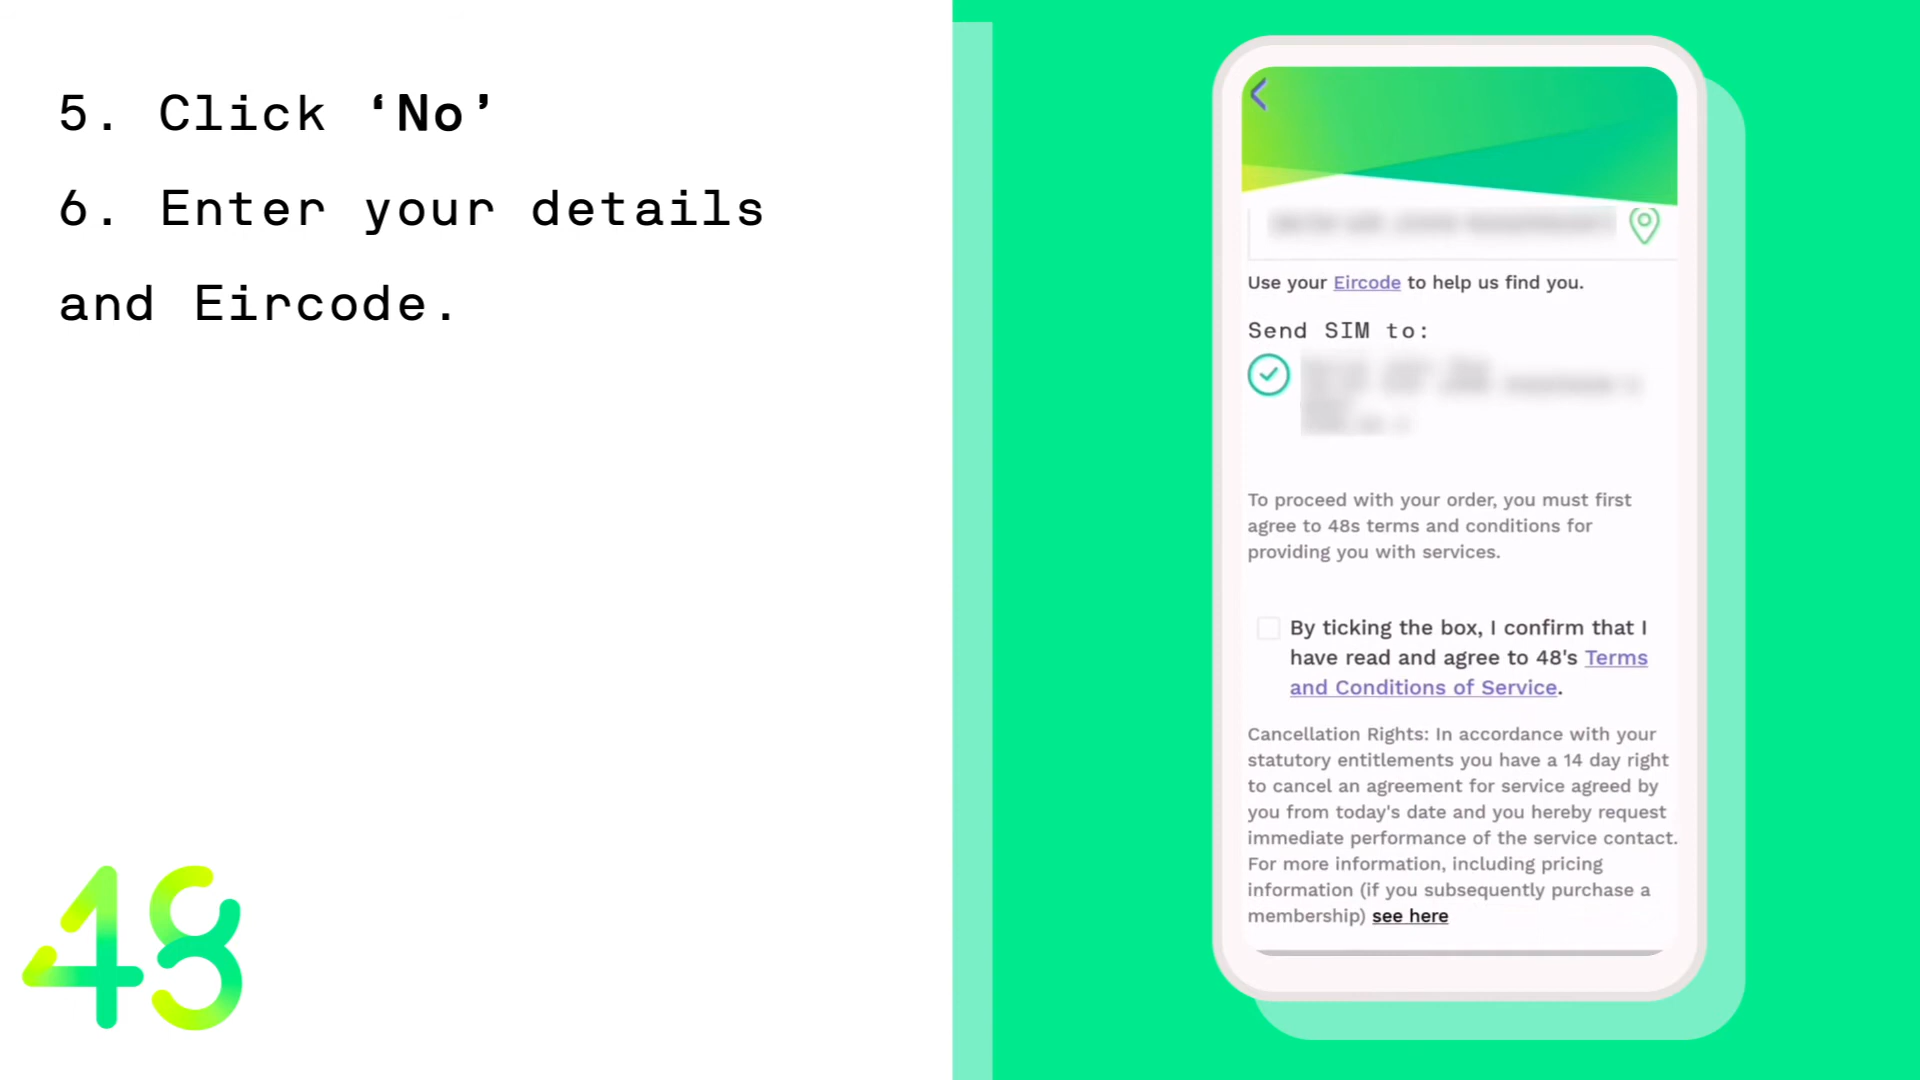 5. Click ‘No’
6. Enter your details
and Eircode.
48
Use your Eircode to help us find you.
Send SIM to:
To proceed with your order, you must first
agree to 48s terms and conditions for
providing you with services.
By ticking the box, I confirm that I
have read and agree to 48's Terms
and Conditions of Service.
Cancellation Rights: In accordance with your
statutory entitlements you have a 14 day right
to cancel an agreement for service agreed by
you from today's date and you hereby request
immediate performance of the service contact.
For more information, including pricing
information (if you subsequently purchase a
membership) see here